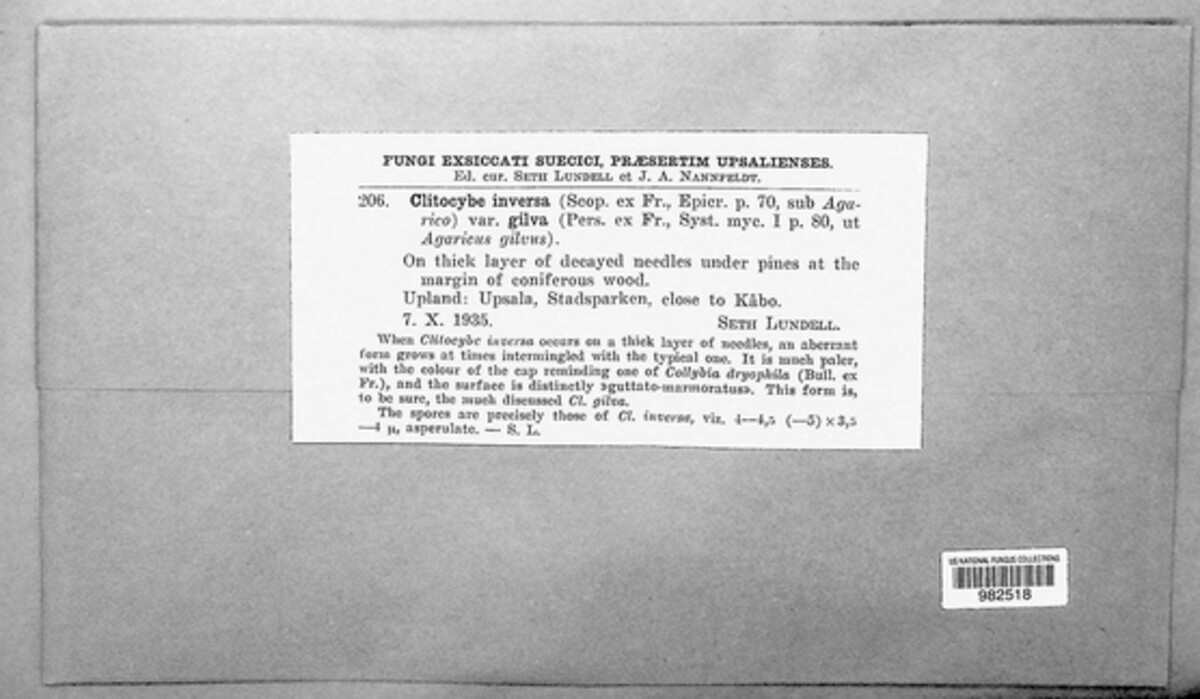 FUNGI EXSICCATI SUECICI, PRÆSERTIM UPSALIENSES.
Ed. cur. SETH LUNDELL et J. A. NANNFELDT.
206. Clitocybe inversa (Scop. ex Fr., Epicr. p. 70, sub Aga-
rico) var. gilva (Pers. ex Fr., Syst. myc. I p. 80, ut
Agaricus gilvus).
On thick layer of decayed needles under pines at the
margin of coniferous wood.
Upland: Upsala, Stadsparken, close to Kåbo.
7. X. 1935. SETH LUNDELL.
When Clitocybe inversa occurs on a thick layer of needles, an aberrant
form grows at times intermingled with the typical one. It is much paler,
with the colour of the cap reminding one of Collybia dryophila (Bull. ex
Fr.), and the surface is distinctly »guttato-marmoratus». This form is,
to be sure, the much discussed Cl. gilva.
The spores are precisely those of Cl. inversa, viz. 4—4,5 (—5) × 3,5
—4 µ, asperulate. — S. L.
US NATIONAL FUNGUS COLLECTIONS
982518